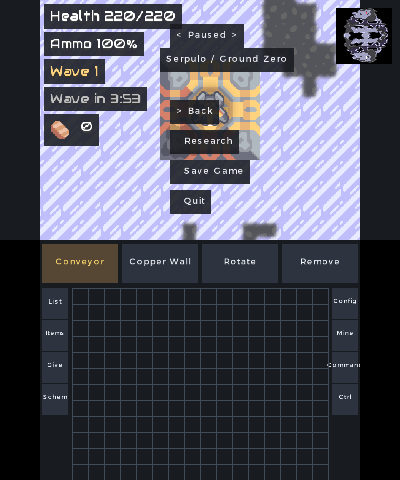 Health 220/220
< Paused >
Ammo 100%
Serpulo / Ground Zero
Wave 1
Wave in 3:53
> Back
0
Research
Save Game
Quit
Conveyor
Copper Wall
Rotate
Remove
List
Config
Items
Mine
Give
Command
Schem
Ctrl